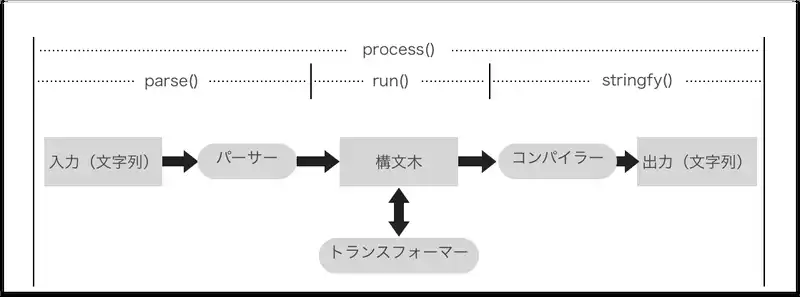 process()
parse()
run()
stringfy()
入力（文字列）
パーサー
構文木
コンパイラー
出力（文字列）
トランスフォーマー